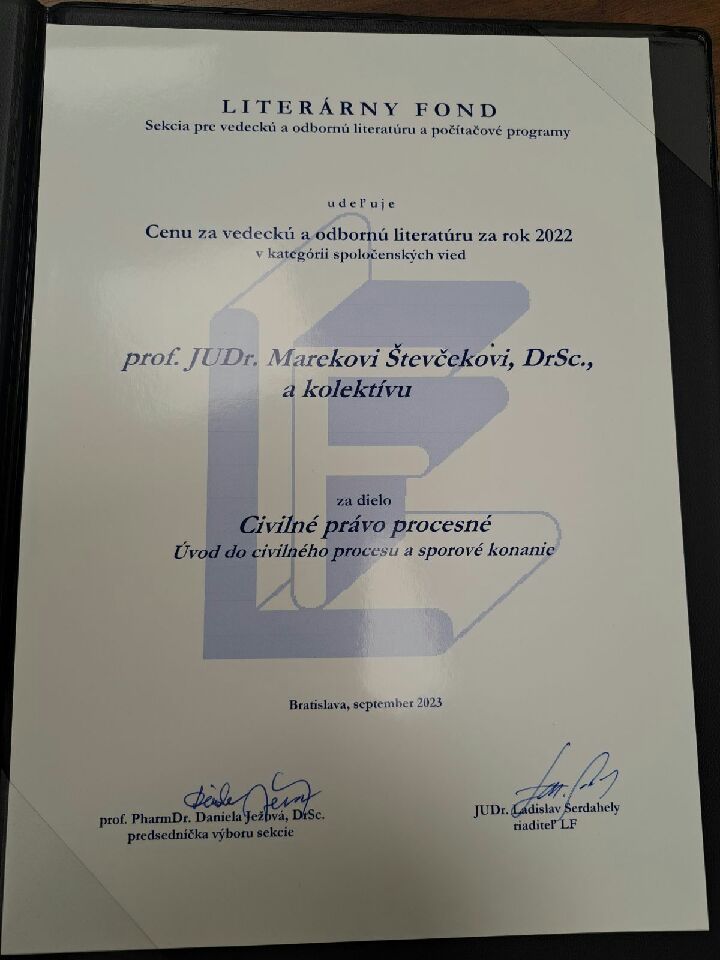 LITERÁRNY FOND
Sekcia pre vedeckú a odbornú literatúru a počítačové programy
udeľuje
Cenu za vedeckú a odbornú literatúru za rok 2022
v kategórii spoločenských vied
prof. JUDr. Marekovi Števčekovi, DrSc.,
a kolektívu
za dielo
Civilné právo procesné
Úvod do civilného procesu a sporové konanie
Bratislava, september 2023
prof. PharmDr. Daniela Ježová, DrSc.
predsedníčka výboru sekcie
JUDr. Ladislav Serdahely
riaditeľ LF